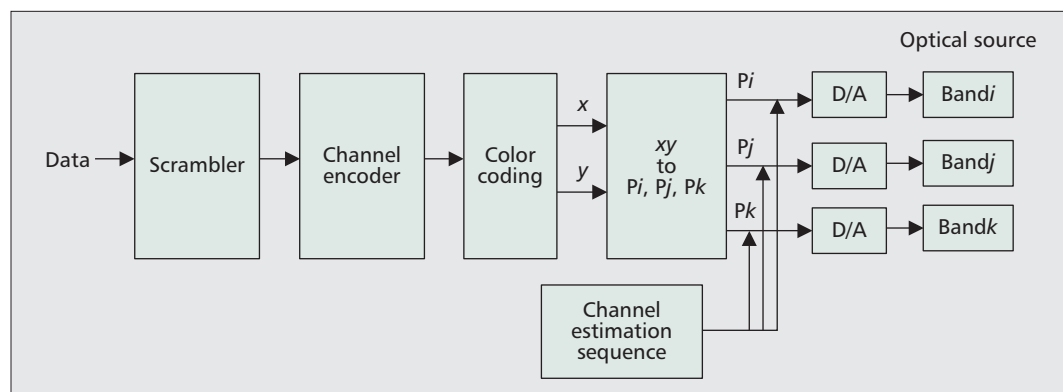 Optical source
Data
Scrambler
Channel
encoder
Color
coding
x
y
xy
to
Pi, Pj, Pk
Pi
Pj
Pk
D/A
D/A
D/A
Bandi
Bandj
Bandk
Channel
estimation
sequence